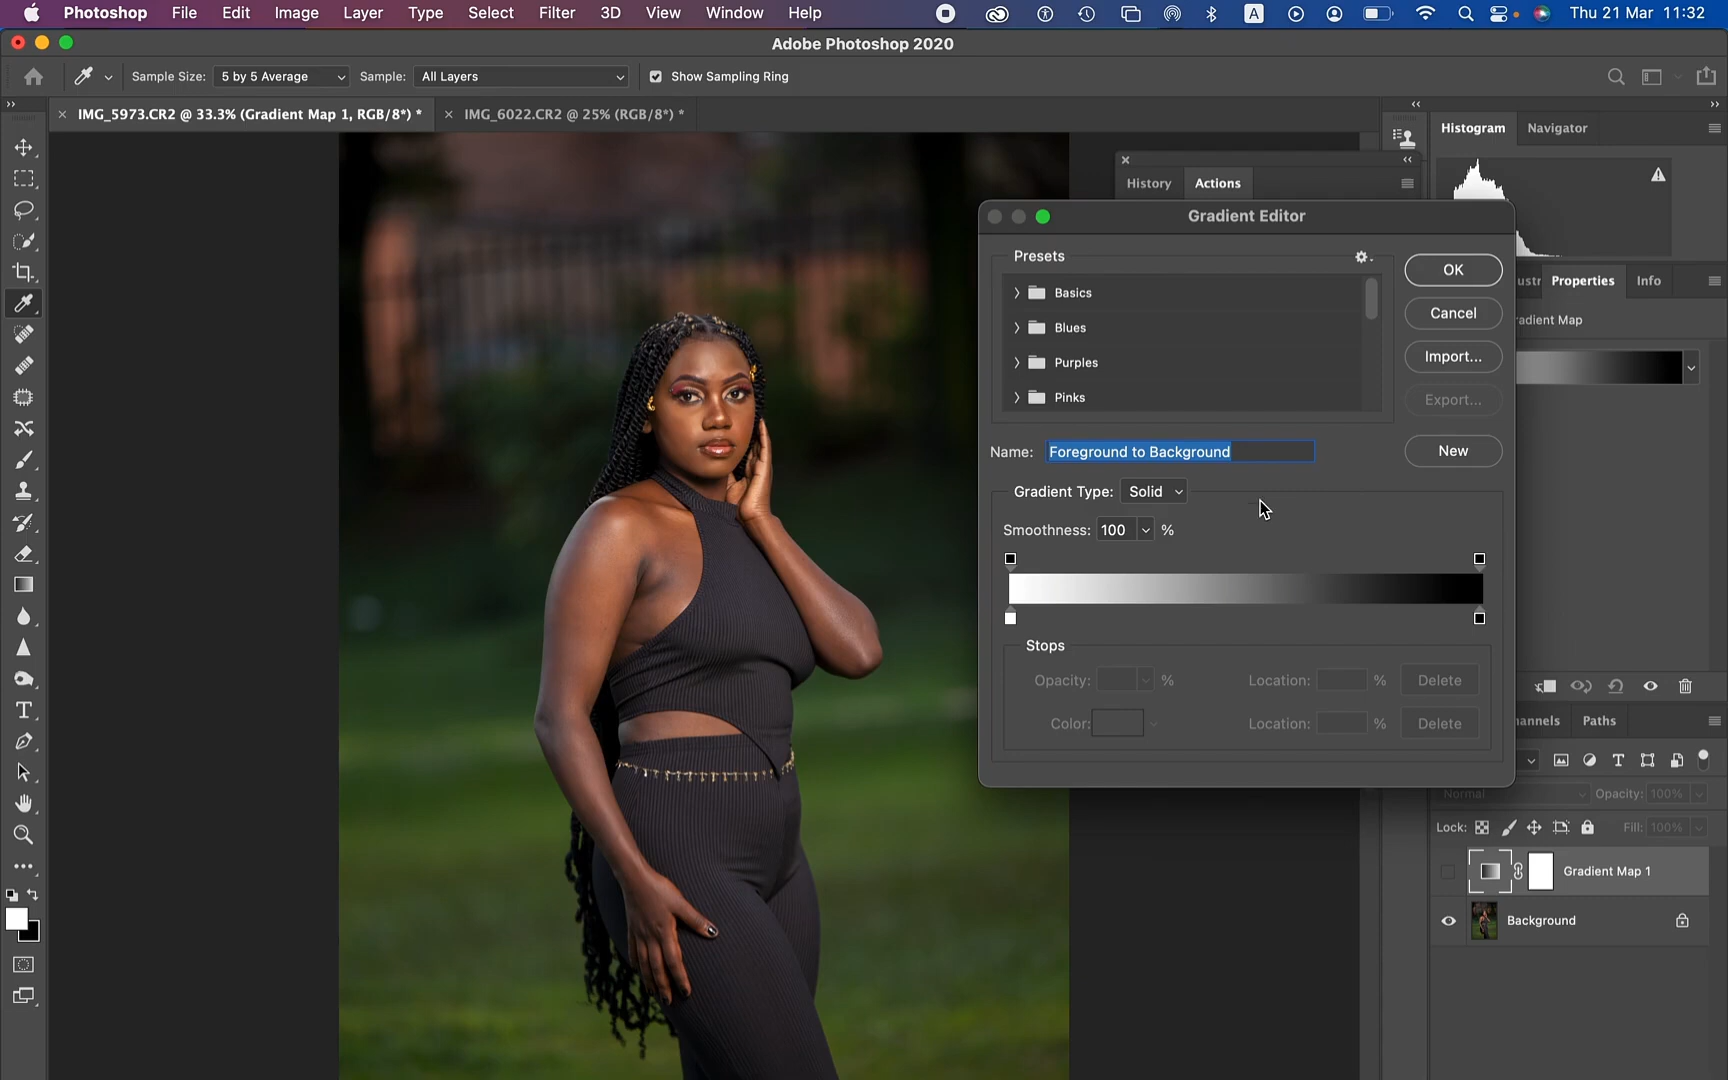 Photoshop File Edit Image Layer Type Select Filter 3D View Window Help A Thu 21 Mar 11:32
Adobe Photoshop 2020
Sample Size: 5 by 5 Average Sample: All Layers Show Sampling Ring
IMG_5973.CR2 @ 33.3% (Gradient Map 1, RGB/8*) * IMG_6022.CR2 @ 25% (RGB/8*) *
Histogram Navigator
History Actions
Gradient Editor
Presets
Basics
Blues
Purples
Pinks
OK
Cancel
Import...
Export...
New
Name: Foreground to Background
Gradient Type: Solid
Smoothness: 100 %
Stops
Opacity: % Location: % Delete
Color: Location: % Delete
ustr Properties Info
radient Map
annels Paths
Normal Opacity: 100%
Lock: Fill: 100%
Gradient Map 1
Background